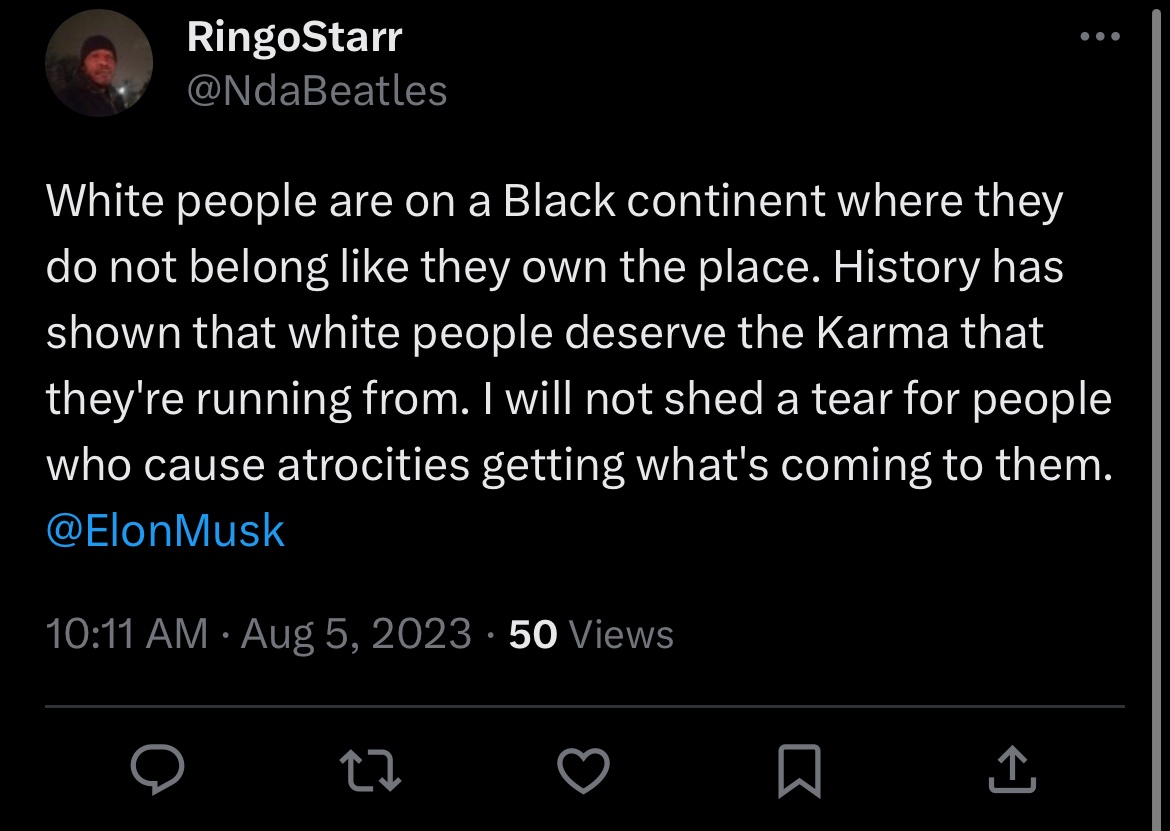 RingoStarr
@NdaBeatles
White people are on a Black continent where they
do not belong like they own the place. History has
shown that white people deserve the Karma that
they're running from. I will not shed a tear for people
who cause atrocities getting what's coming to them.
@ElonMusk
10:11 AM · Aug 5, 2023 · 50 Views